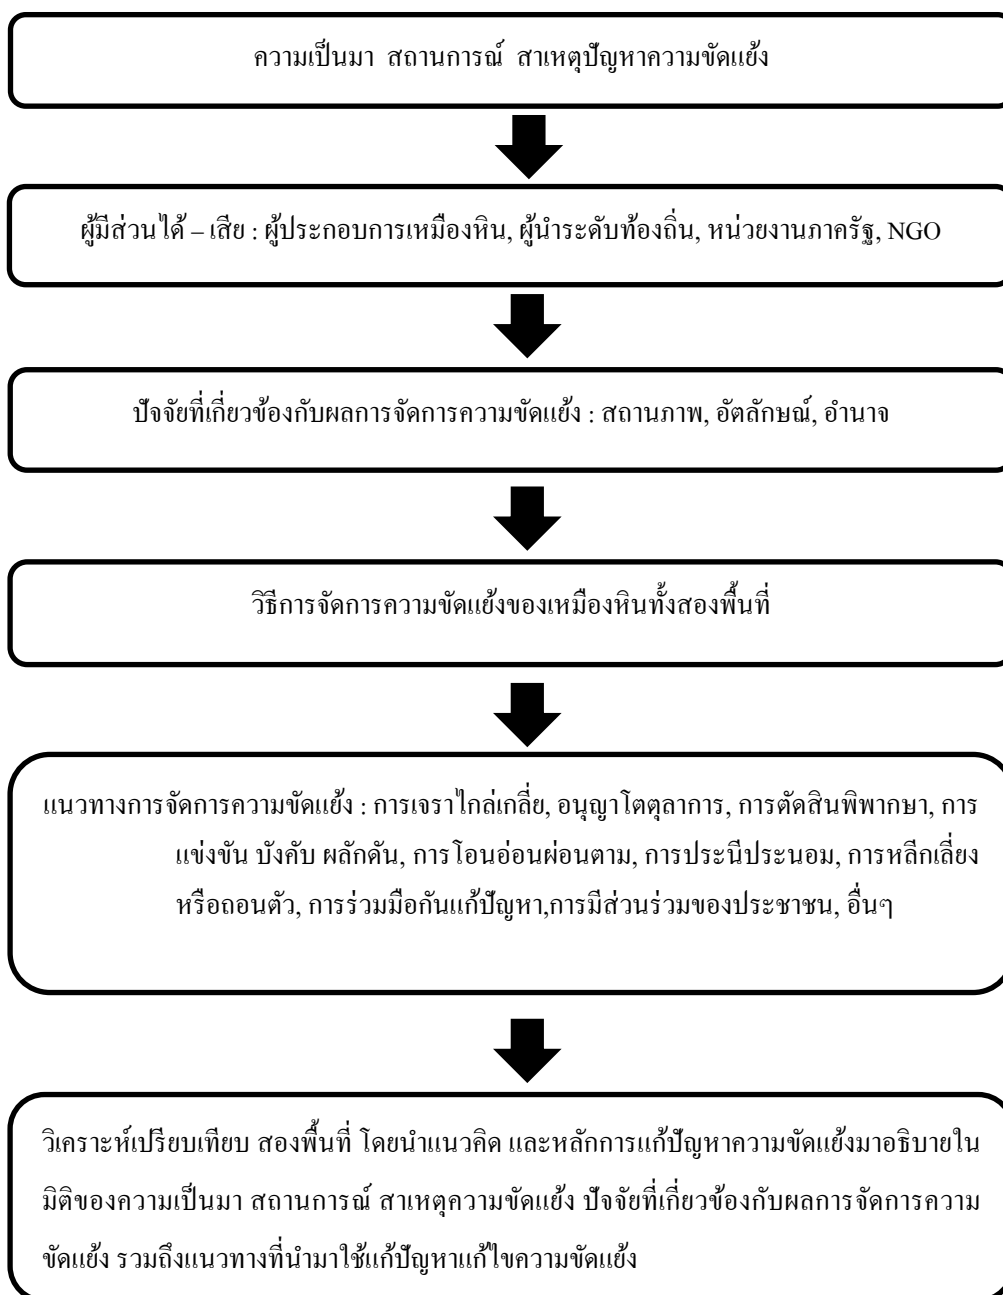 ความเป็นมา สถานการณ์ สาเหตุปัญหาความขัดแย้ง
ผู้มีส่วนได้ – เสีย : ผู้ประกอบการเหมืองหิน, ผู้นำระดับท้องถิ่น, หน่วยงานภาครัฐ, NGO
ปัจจัยที่เกี่ยวข้องกับผลการจัดการความขัดแย้ง : สถานภาพ, อัตลักษณ์, อำนาจ
วิธีการจัดการความขัดแย้งของเหมืองหินทั้งสองพื้นที่
แนวทางการจัดการความขัดแย้ง : การเจราไกล่เกลี่ย, อนุญาโตตุลาการ, การตัดสินพิพากษา, การ
แข่งขัน บังคับ ผลักดัน, การโอนอ่อนผ่อนตาม, การประนีประนอม, การหลีกเลี่ยง
หรือถอนตัว, การร่วมมือกันแก้ปัญหา,การมีส่วนร่วมของประชาชน, อื่นๆ
วิเคราะห์เปรียบเทียบ สองพื้นที่ โดยนำแนวคิด และหลักการแก้ปัญหาความขัดแย้งมาอธิบายใน
มิติของความเป็นมา สถานการณ์ สาเหตุความขัดแย้ง ปัจจัยที่เกี่ยวข้องกับผลการจัดการความ
ขัดแย้ง รวมถึงแนวทางที่นำมาใช้แก้ปัญหาแก้ไขความขัดแย้ง